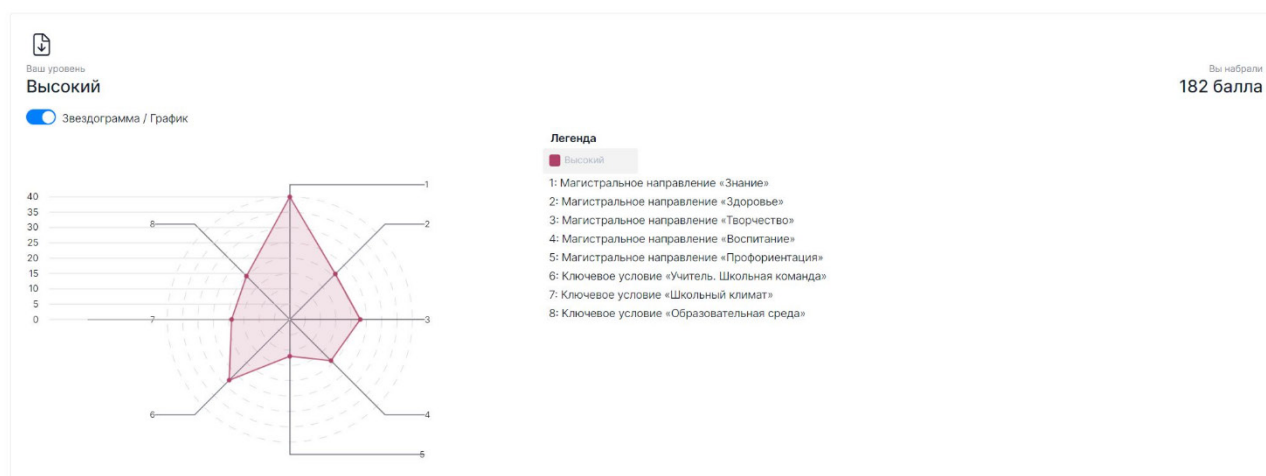 Ваш уровень
Высокий
Вы набрали
182 балла
Звездограмма / График
40
35
30
25
20
15
10
5
0
1
2
3
4
5
6
7
8
Легенда
Высокий
1: Магистральное направление «Знание»
2: Магистральное направление «Здоровье»
3: Магистральное направление «Творчество»
4: Магистральное направление «Воспитание»
5: Магистральное направление «Профориентация»
6: Ключевое условие «Учитель. Школьная команда»
7: Ключевое условие «Школьный климат»
8: Ключевое условие «Образовательная среда»